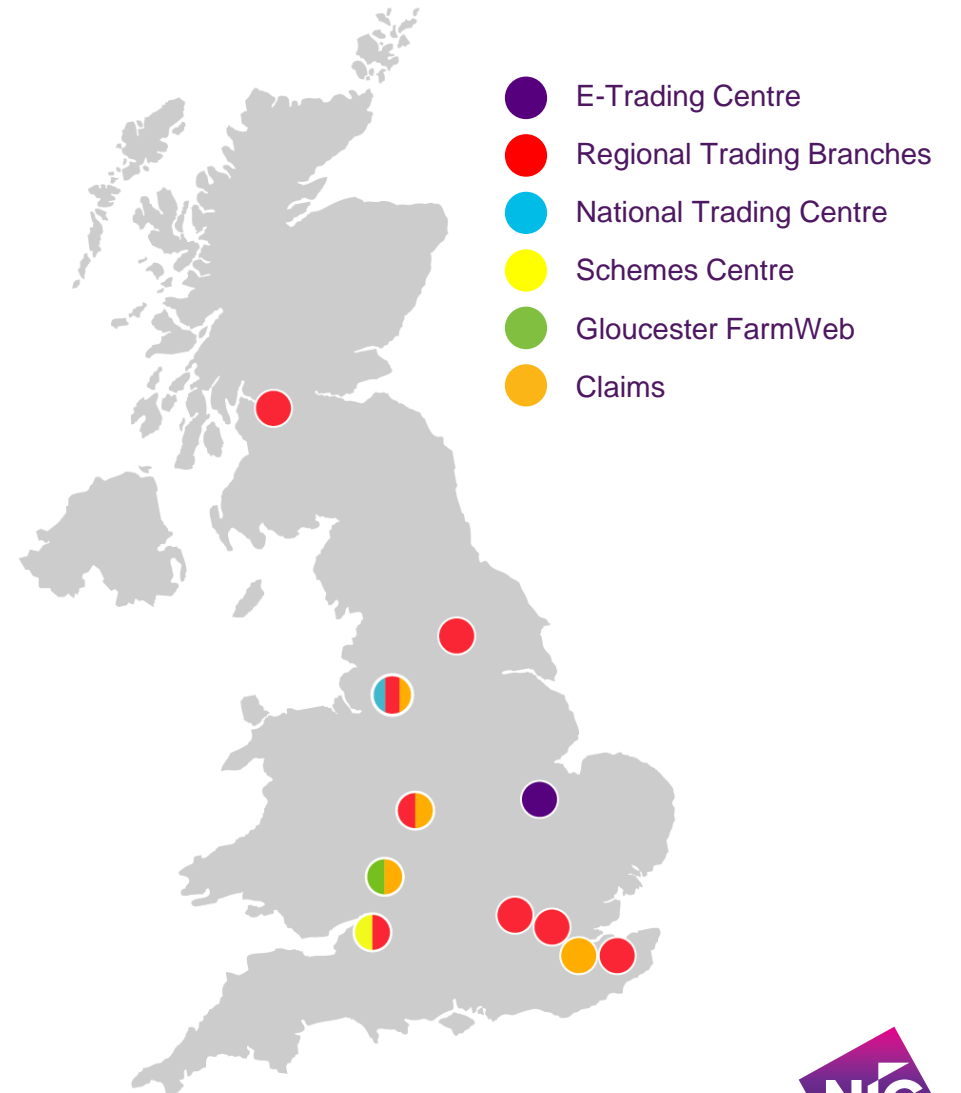 E-Trading Centre
Regional Trading Branches
National Trading Centre
Schemes Centre
Gloucester FarmWeb
Claims